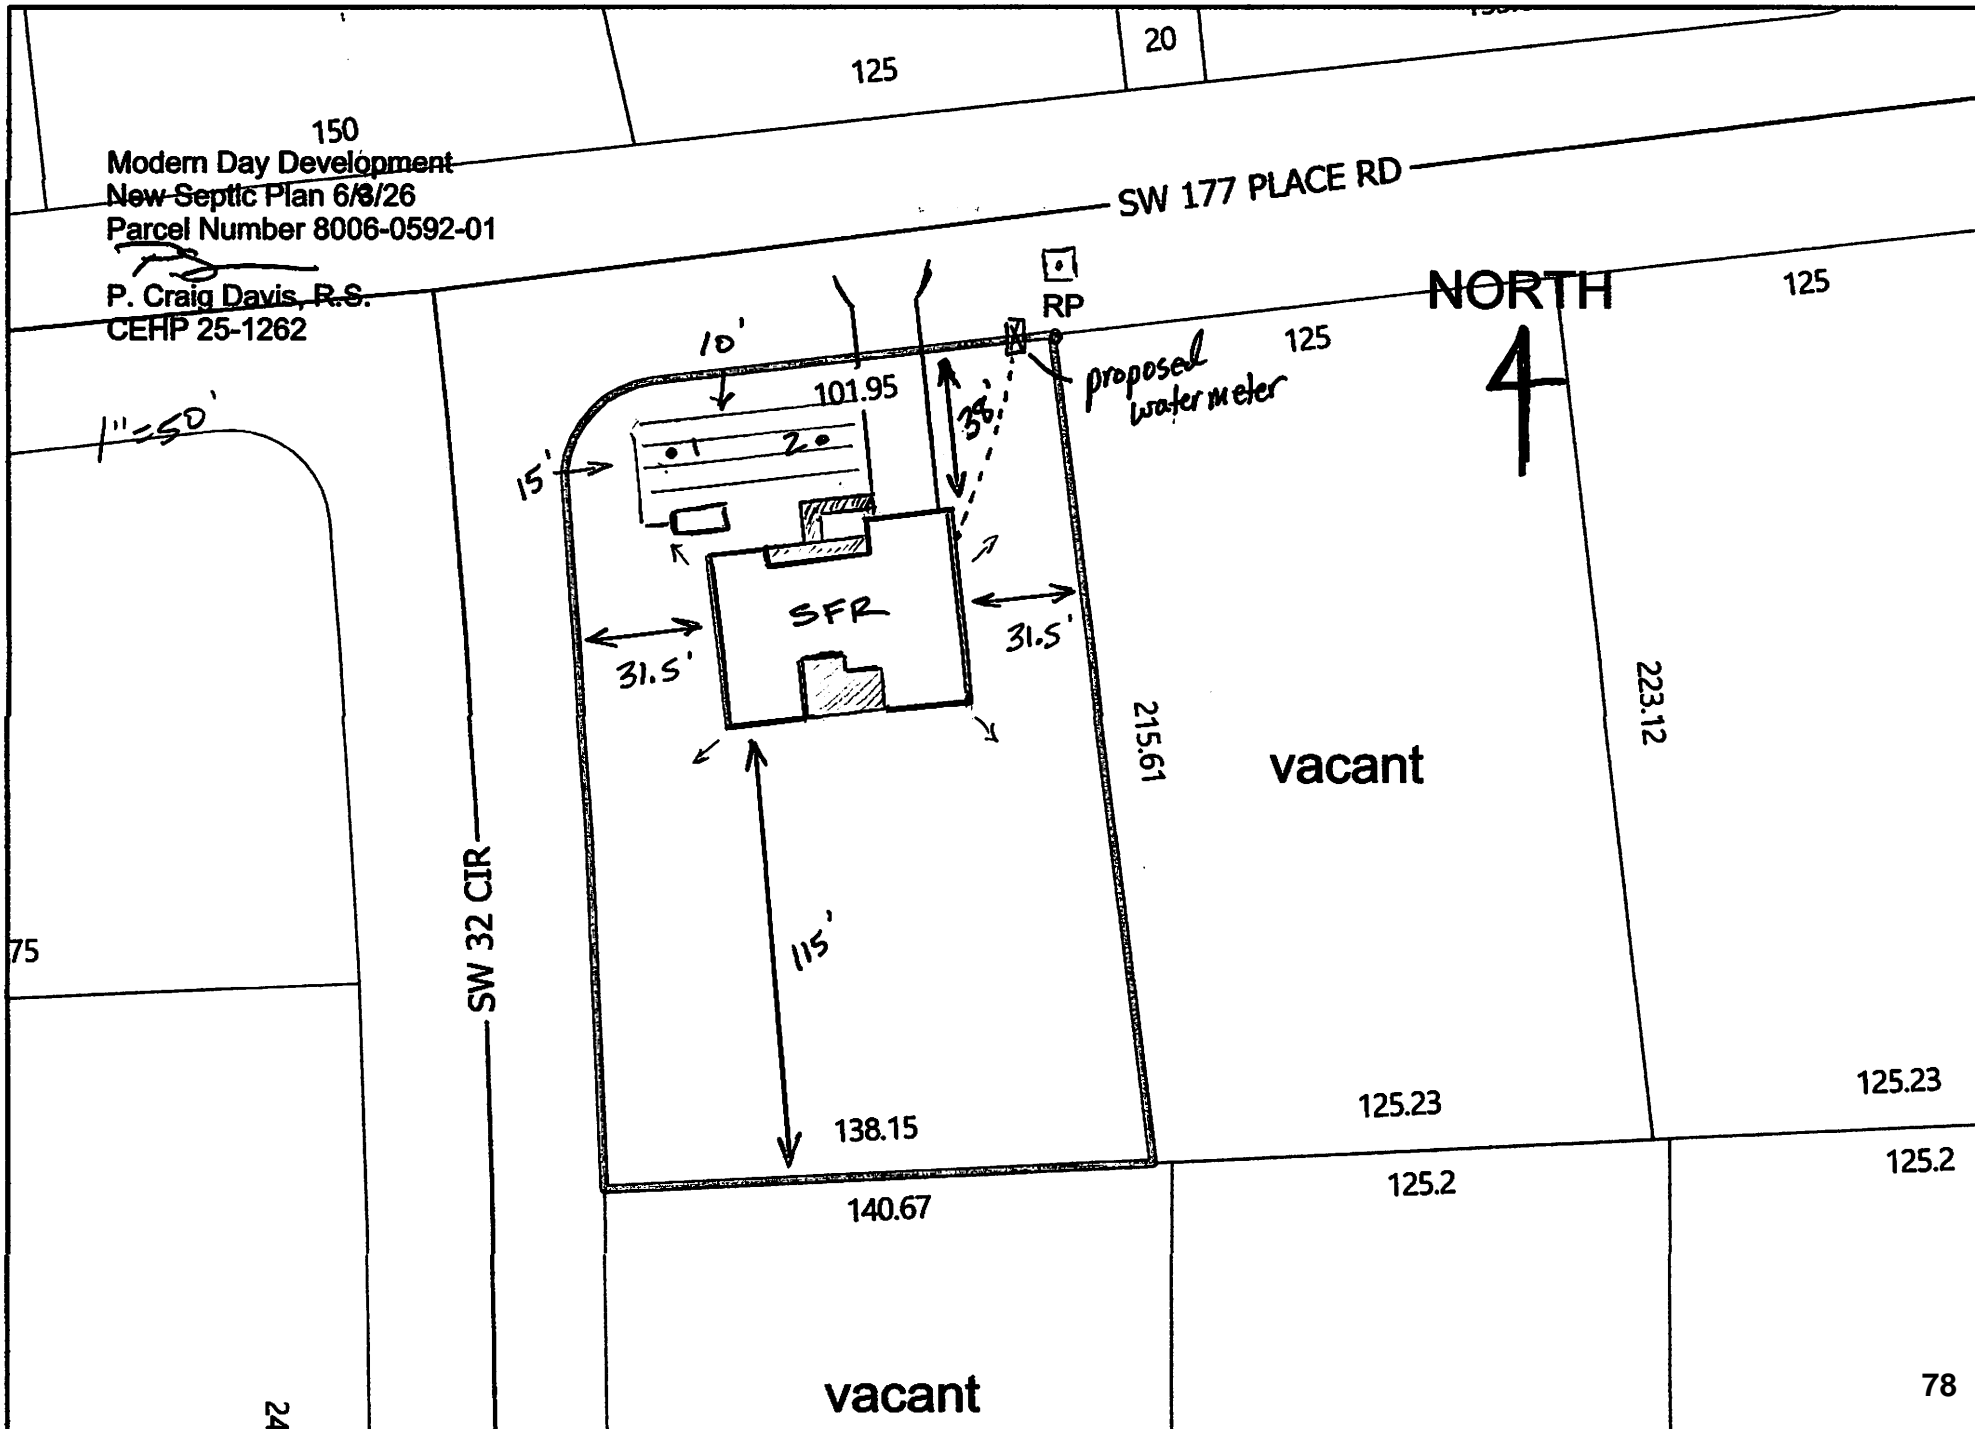 20
125
150
Modern Day Development
New Septic Plan 6/8/26
Parcel Number 8006-0592-01
P. Craig Davis, R.S.
CEHP 25-1262
SW 177 PLACE RD
RP
NORTH
125
125
10'
101.95
38'
proposed
water meter
1"=50'
15'
1
2
SFR
31.5'
31.5'
215.61
223.12
vacant
SW 32 CIR
75
115'
138.15
125.23
125.23
140.67
125.2
125.2
vacant
78
24